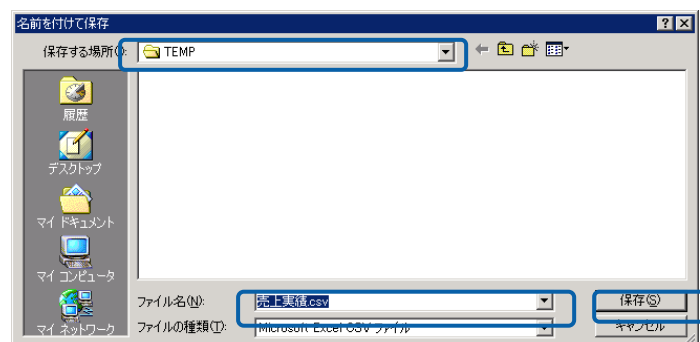 名前を付けて保存
保存する場所(I):
TEMP
履歴
デスクトップ
マイ ドキュメント
マイ コンピュータ
マイ ネットワーク
ファイル名(N):
売上実績.csv
保存(S)
ファイルの種類(T):
Microsoft Excel CSV ファイル
キャンセル